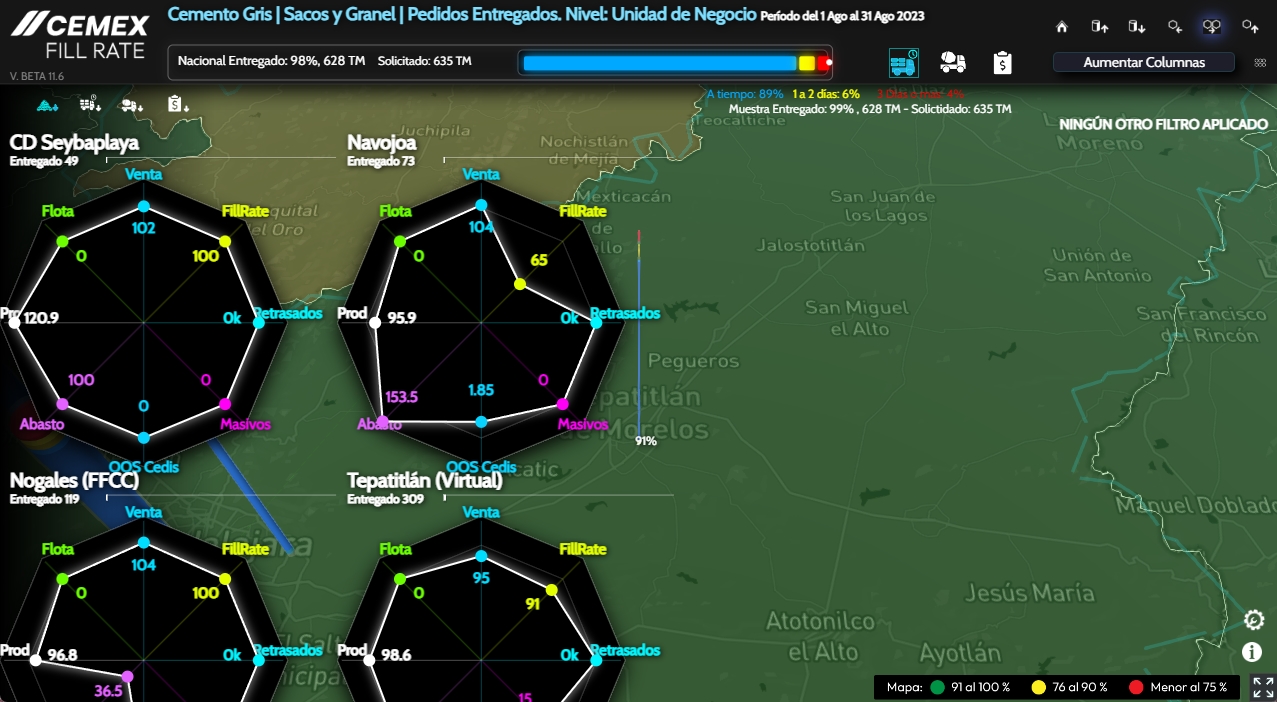 CEMEX
FILL RATE
V. BETA 11.6
Cemento Gris | Sacos y Granel | Pedidos Entregados. Nivel: Unidad de Negocio Período del 1 Ago al 31 Ago 2023
Nacional Entregado: 98%, 628 TM Solicitado: 635 TM
Aumentar Columnas
A tiempo: 89% 1 a 2 días: 6% 3 Días o más: 4%
Muestra Entregado: 99% , 628 TM - Solictidado: 635 TM
NINGÚN OTRO FILTRO APLICADO
CD Seybaplaya
Entregado 49
Venta
102
Flota
0
FillRate
100
120.9
Ok
Retrasados
100
Abasto
0
OOS Cedis
0
Masivos
Navojoa
Entregado 73
Venta
104
Flota
0
FillRate
65
Prod
95.9
Ok
Retrasados
153.5
Abasto
1.85
OOS Cedis
0
Masivos
91%
Nogales (FFCC)
Entregado 119
Venta
104
Flota
0
FillRate
100
Prod
96.8
Ok
Retrasados
36.5
Tepatitlán (Virtual)
Entregado 309
Venta
95
Flota
0
FillRate
91
Prod
98.6
Ok
Retrasados
15
Juchipila
Nochistlán
de Mejía
Teocaltiche
Moreno
Mexticacán
San Juan de
los Lagos
Jalostotitlán
Unión de
San Antonio
San Miguel
el Alto
San Francisco
del Rincón
Pegueros
de Morelos
Manuel Doblado
Jesús María
Atotonilco
el Alto
Ayotlán
Mapa: 91 al 100 % 76 al 90 % Menor al 75 %